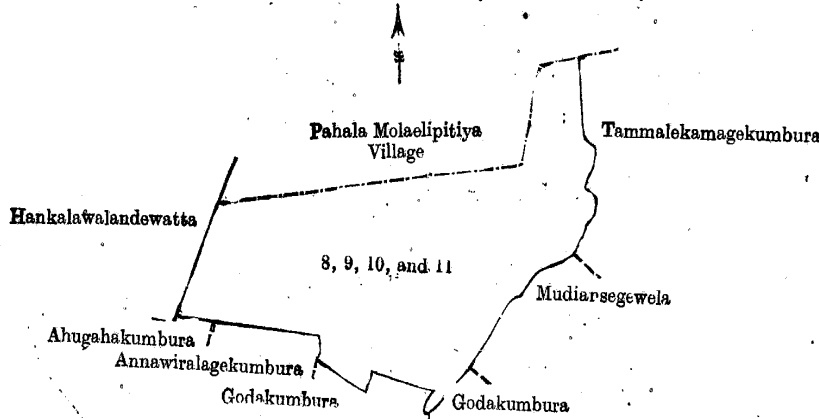 Pahala Molaelipitiya
Village
Tammalekamagekumbura
Hankalawalandewatta
8, 9, 10, and 11
Mudiarsegewela
Ahugahakumbura
Annawiralagekumbura
Godakumbura
Godakumbura